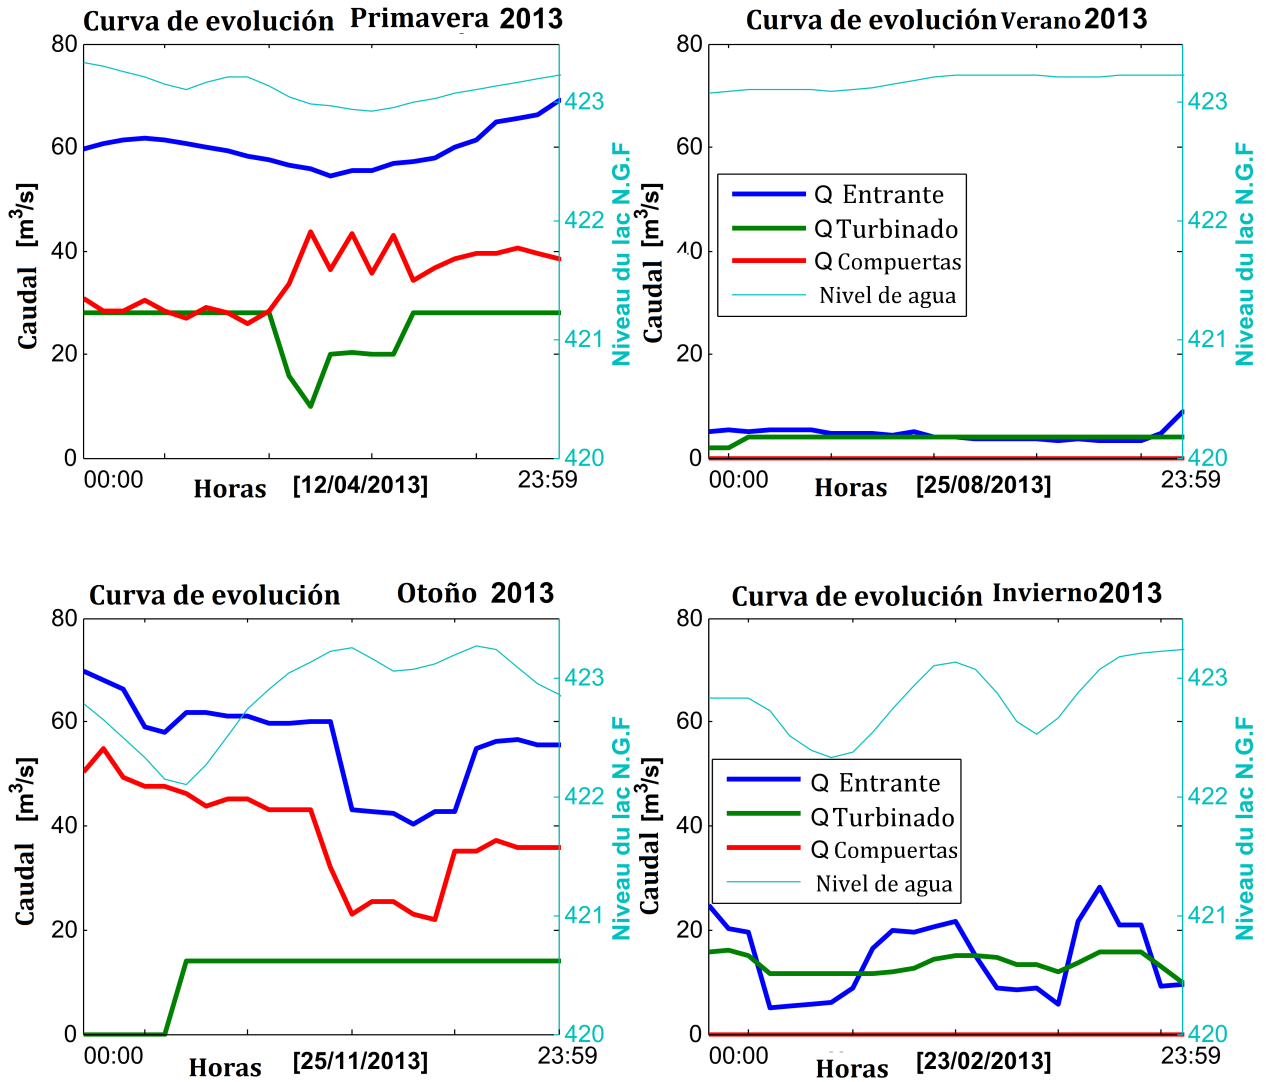 Curva de evolución Primavera 2013
80
60
40
20
0
Caudal [m³/s]
423
422
421
420
Niveau du lac N.G.F
00:00
23:59
Horas [12/04/2013]
Curva de evolución Verano 2013
80
60
40
20
0
Caudal [m³/s]
Q Entrante
Q Turbinado
Q Compuertas
Nivel de agua
423
422
421
420
Niveau du lac N.G.F
00:00
23:59
Horas [25/08/2013]
Curva de evolución Otoño 2013
80
60
40
20
0
Caudal [m³/s]
423
422
421
420
Niveau du lac N.G.F
00:00
23:59
Horas [25/11/2013]
Curva de evolución Invierno 2013
80
60
40
20
0
Caudal [m³/s]
Q Entrante
Q Turbinado
Q Compuertas
Nivel de agua
423
422
421
420
Niveau du lac N.G.F
00:00
23:59
Horas [23/02/2013]